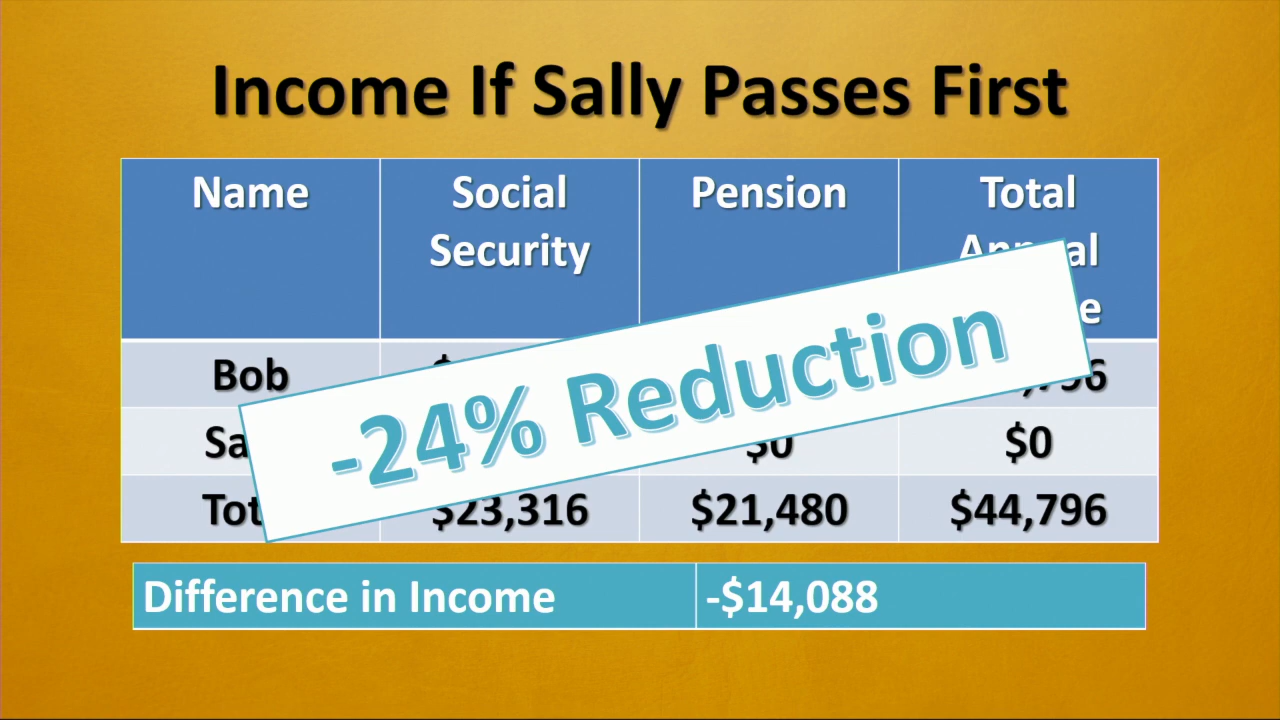 Income If Sally Passes First
Name
Social
Security
Pension
Total
Bob
-24% Reduction
$0
$0
$23,316
$21,480
$44,796
Difference in Income
-$14,088